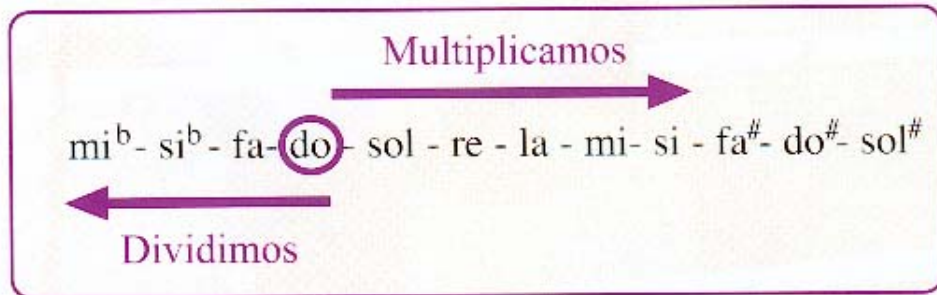 Multiplicamos
mi♭- si♭ - fa- do - sol - re - la - mi- si - fa#- do#- sol#
Dividimos